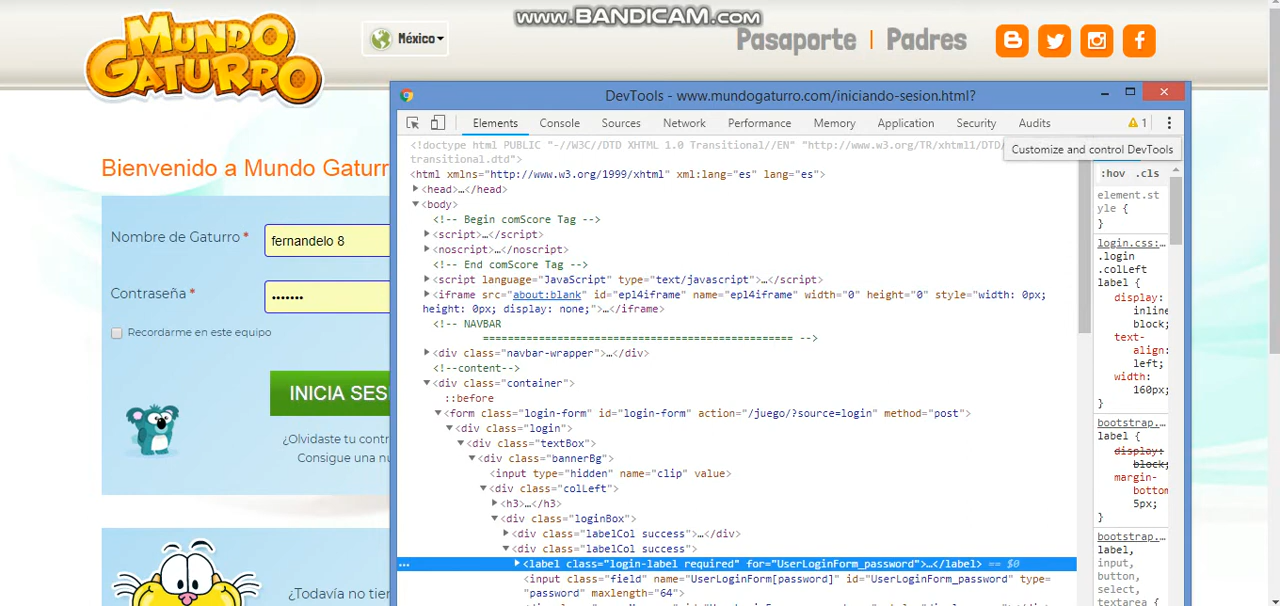 www.BANDICAM.com
MUNDO
GATURRO
México
Pasaporte | Padres
DevTools - www.mundogaturro.com/iniciando-sesion.html?
Elements Console Sources Network Performance Memory Application Security Audits 1
Customize and control DevTools
Bienvenido a Mundo Gaturr
Nombre de Gaturro *
fernandelo 8
Contraseña *
•••••••
Recordarme en este equipo
INICIA SES
¿Olvidaste tu contr
Consigue una nu
¿Todavía no tien
<!doctype html PUBLIC "-//W3C//DTD XHTML 1.0 Transitional//EN" "http://www.w3.org/TR/xhtml1/DTD/
transitional.dtd">
<html xmlns="http://www.w3.org/1999/xhtml" xml:lang="es" lang="es">
<head>…</head>
<body>
<!-- Begin comScore Tag -->
<script>…</script>
<noscript>…</noscript>
<!-- End comScore Tag -->
<script language="JavaScript" type="text/javascript">…</script>
<iframe src="about:blank" id="epl4iframe" name="epl4iframe" width="0" height="0" style="width: 0px;
height: 0px; display: none;">…</iframe>
<!-- NAVBAR
================================================== -->
<div class="navbar-wrapper">…</div>
<!--content-->
<div class="container">
::before
<form class="login-form" id="login-form" action="/juego/?source=login" method="post">
<div class="login">
<div class="textBox">
<div class="bannerBg">
<input type="hidden" name="clip" value>
<div class="colLeft">
<h3>…</h3>
<div class="loginBox">
<div class="labelCol success">…</div>
<div class="labelCol success">
… <label class="login-label required" for="UserLoginForm_password">…</label> == $0
<input class="field" name="UserLoginForm[password]" id="UserLoginForm_password" type=
"password" maxlength="64">
:hov .cls
element.st
yle {
}
login.css:…
.login
.colLeft
label {
display:
inline
block;
text-
align:
left;
width:
160px;
}
bootstrap.…
label {
display:
block;
margin-
bottom
5px;
}
bootstrap.…
label,
input,
button,
select,
textarea {